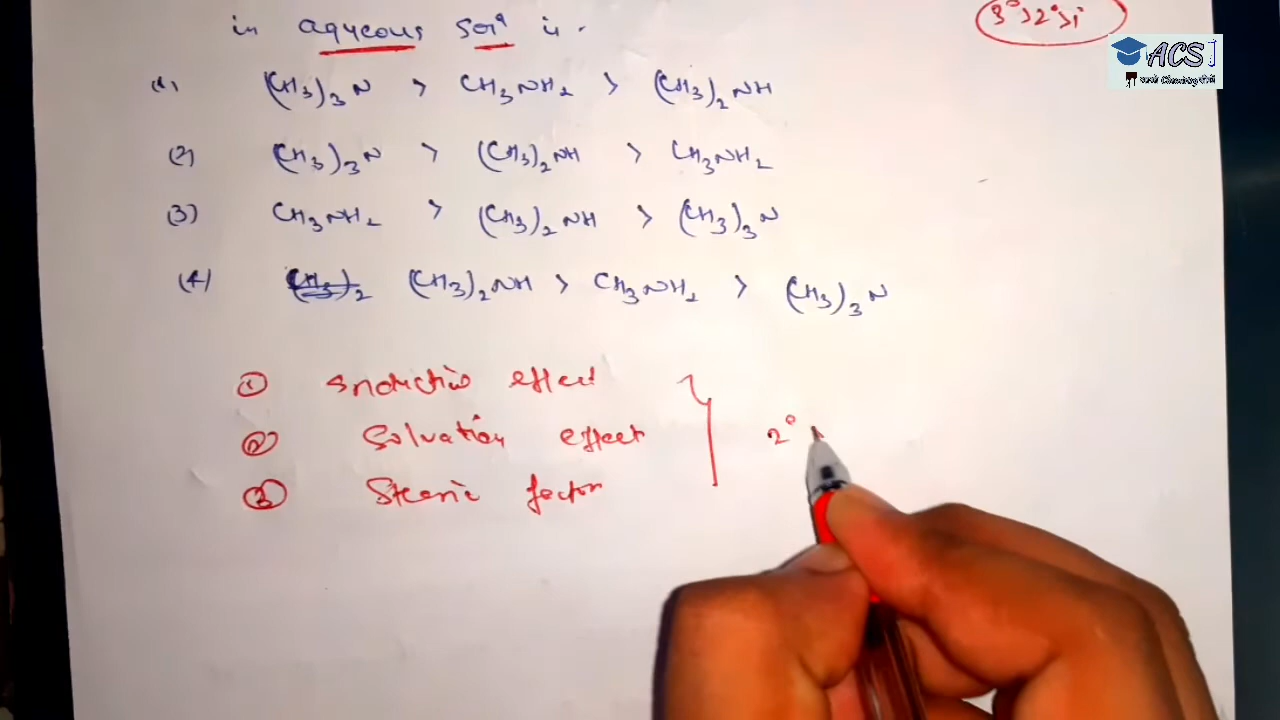 in aqueous Solⁿ is.
3° > 2° > 1°
ACS
(1) (CH₃)₃N > CH₃NH₂ > (CH₃)₂NH
(2) (CH₃)₃N > (CH₃)₂NH > CH₃NH₂
(3) CH₃NH₂ > (CH₃)₂NH > (CH₃)₃N
(4) (CH₃)₂ (CH₃)₂NH > CH₃NH₂ > (CH₃)₃N
① Inductive effect
② Solvation effect 2°
③ Steric factor